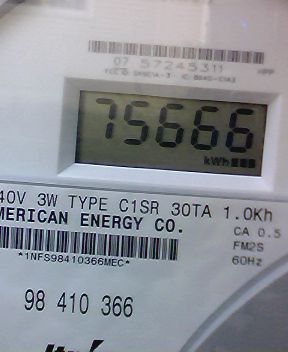 07 57245311
75666
kWh
40V 3W TYPE C1SR 30TA 1.0Kh
MERICAN ENERGY CO.
CA 0.5
FM2S
60Hz
*1NFS98410366MEC*
98 410 366